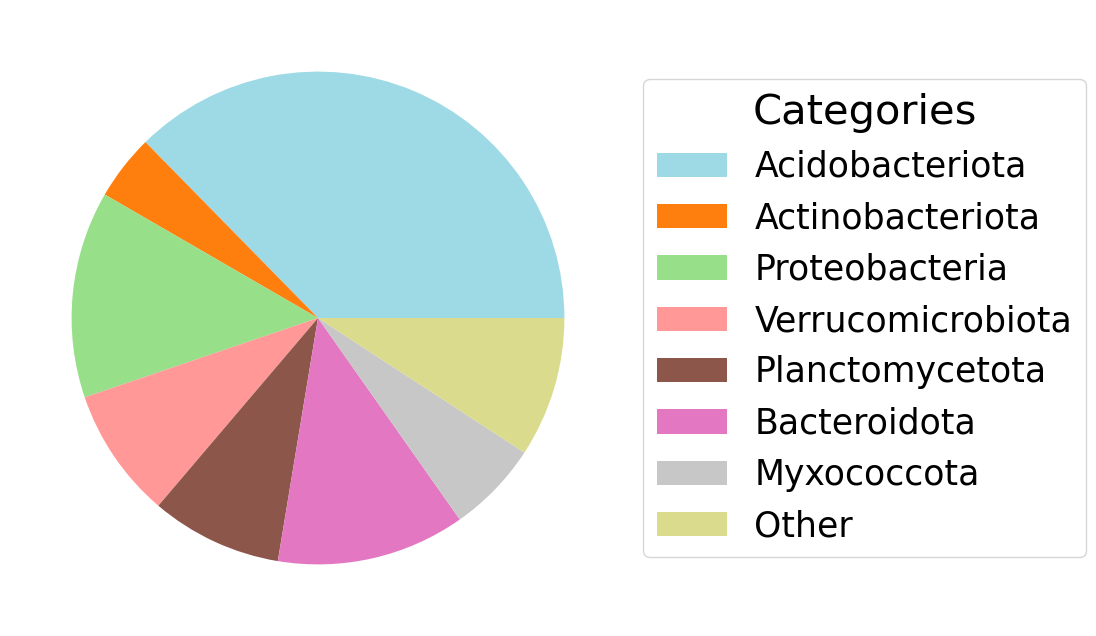 Categories
Acidobacteriota
Actinobacteriota
Proteobacteria
Verrucomicrobiota
Planctomycetota
Bacteroidota
Myxococcota
Other